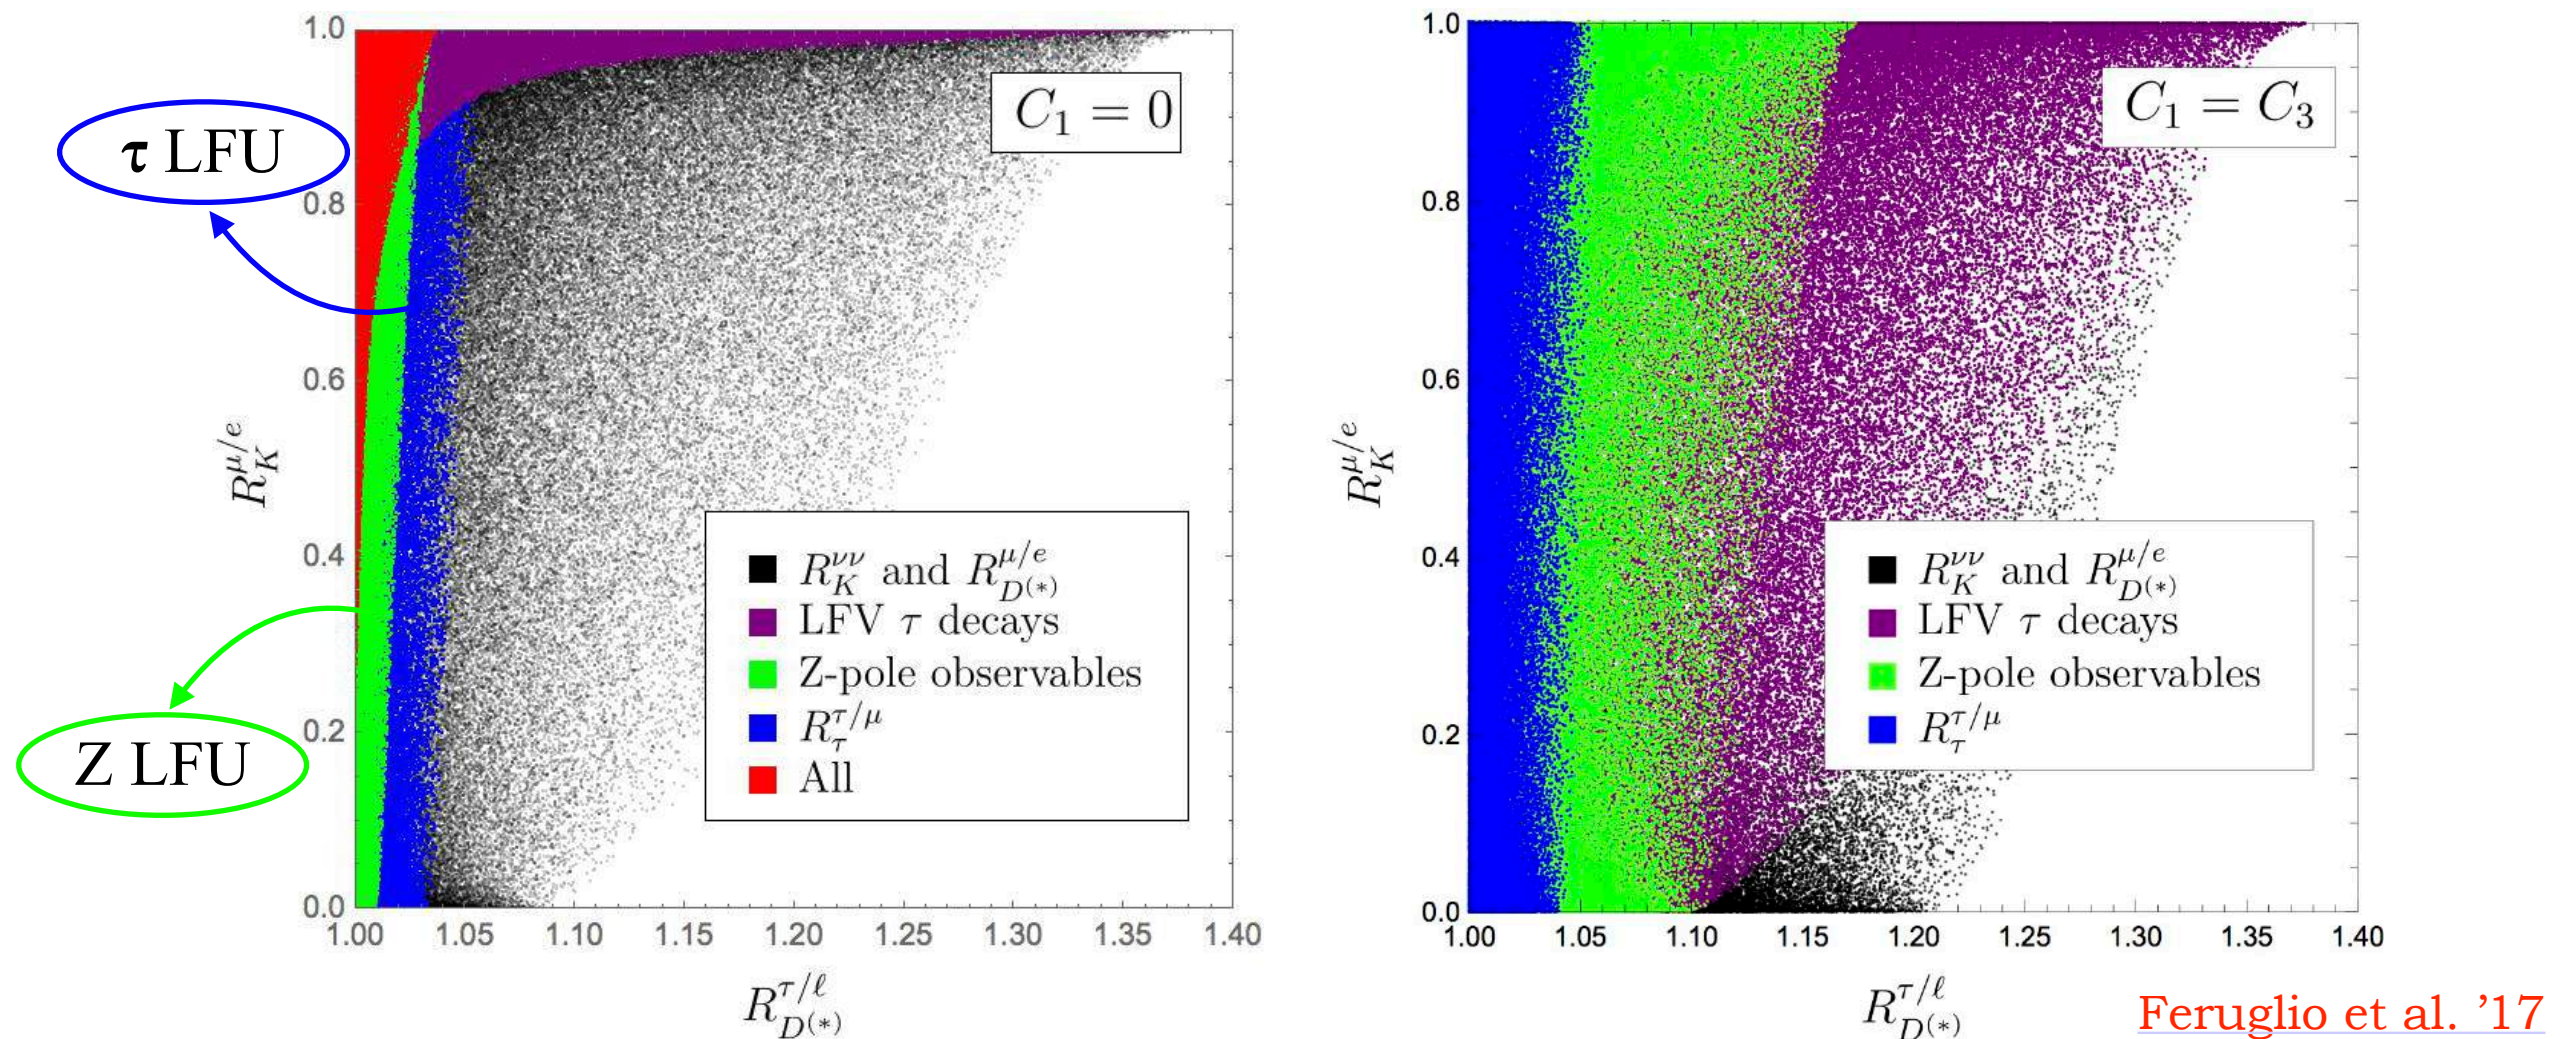 τ LFU
Z LFU
1.0
0.8
0.6
0.4
0.2
0.0
R_K^{μ/e}
C₁ = 0
R_K^{νν} and R_{D^{(*)}}^{μ/e}
LFV τ decays
Z-pole observables
R_τ^{τ/μ}
All
1.00 1.05 1.10 1.15 1.20 1.25 1.30 1.35 1.40
R_{D^{(*)}}^{τ/ℓ}
1.0
0.8
0.6
0.4
0.2
0.0
R_K^{μ/e}
C₁ = C₃
R_K^{νν} and R_{D^{(*)}}^{μ/e}
LFV τ decays
Z-pole observables
R_τ^{τ/μ}
1.00 1.05 1.10 1.15 1.20 1.25 1.30 1.35 1.40
R_{D^{(*)}}^{τ/ℓ}
Feruglio et al. ’17